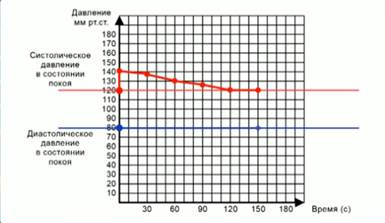 Давление
мм рт.ст.
180
170
160
Систолическое
давление
в состоянии
покоя
150
140
130
120
110
100
90
80
Диастолическое
давление
в состоянии
покоя
70
60
50
40
30
20
10
30 60 90 120 150 180 Время (с)